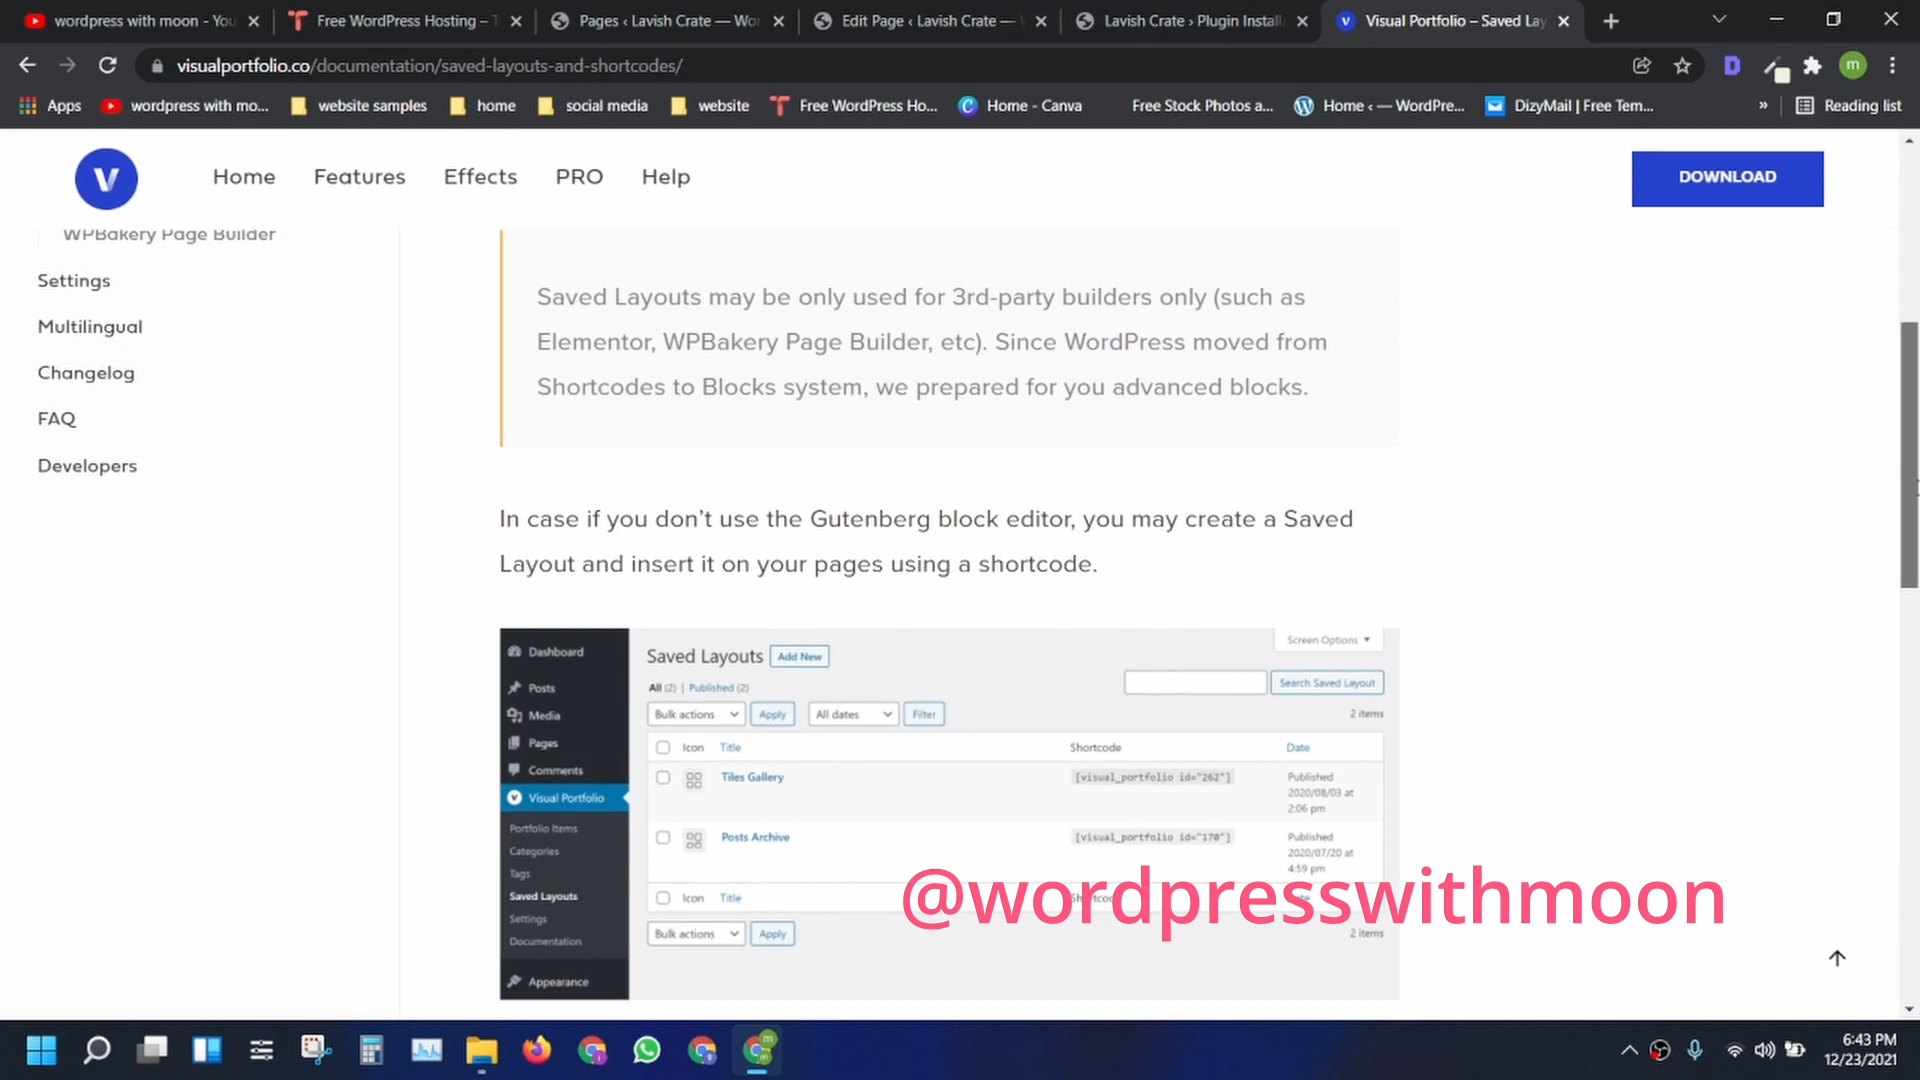 wordpress with moon - You
Free WordPress Hosting – T
Pages ‹ Lavish Crate — Wor
Edit Page ‹ Lavish Crate —
Lavish Crate › Plugin Install
Visual Portfolio – Saved Lay
visualportfolio.co/documentation/saved-layouts-and-shortcodes/
m
Apps
wordpress with mo...
website samples
home
social media
website
Free WordPress Ho...
Home - Canva
Free Stock Photos a...
Home ‹ — WordPre...
DizyMail | Free Tem...
»
Reading list
V
Home
Features
Effects
PRO
Help
DOWNLOAD
WPBakery Page Builder
Settings
Multilingual
Changelog
FAQ
Developers
Saved Layouts may be only used for 3rd-party builders only (such as
Elementor, WPBakery Page Builder, etc). Since WordPress moved from
Shortcodes to Blocks system, we prepared for you advanced blocks.
In case if you don’t use the Gutenberg block editor, you may create a Saved
Layout and insert it on your pages using a shortcode.
Dashboard
Posts
Media
Pages
Comments
Visual Portfolio
Portfolio Items
Categories
Tags
Saved Layouts
Settings
Documentation
Appearance
Screen Options
Saved Layouts
Add New
All (2) | Published (2)
Search Saved Layout
Bulk actions
Apply
All dates
Filter
2 items
Icon
Title
Shortcode
Date
Tiles Gallery
[visual_portfolio id="262"]
Published
2020/08/03 at
2:06 pm
Posts Archive
[visual_portfolio id="170"]
Published
2020/07/20 at
4:59 pm
Icon
Title
Bulk actions
Apply
2 items
@wordpresswithmoon
6:43 PM
12/23/2021